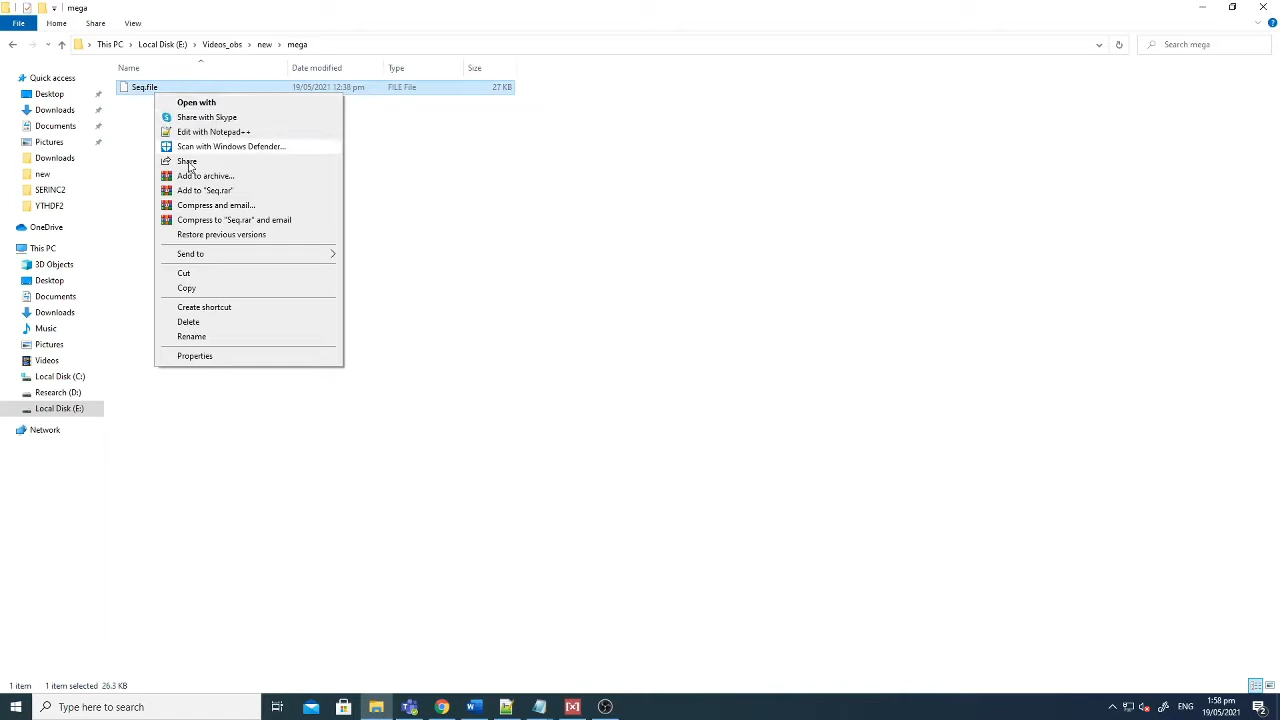 mega
File
Home
Share
View
This PC
Local Disk (E:)
Videos_obs
new
mega
Search mega
Name
Date modified
Type
Size
Quick access
Seq.file
19/05/2021 12:38 pm
FILE File
27 KB
Desktop
Downloads
Documents
Pictures
Downloads
new
SERINC2
YTHDF2
OneDrive
This PC
3D Objects
Desktop
Documents
Downloads
Music
Pictures
Videos
Local Disk (C:)
Research (D:)
Local Disk (E:)
Network
Open with
Share with Skype
Edit with Notepad++
Scan with Windows Defender...
Share
Add to archive...
Add to "Seq.rar"
Compress and email...
Compress to "Seq.rar" and email
Restore previous versions
Send to
Cut
Copy
Create shortcut
Delete
Rename
Properties
1 item
1 item selected 26.3 KB
Type here to search
ENG
1:58 pm
19/05/2021
2